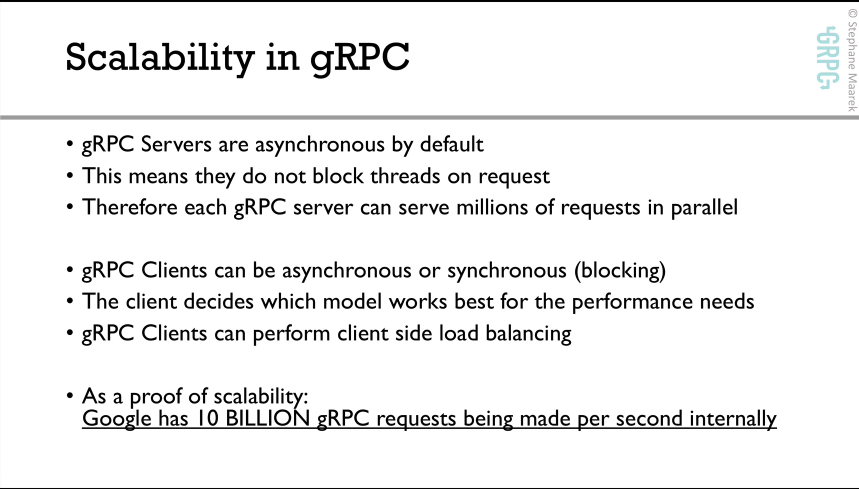 Scalability in gRPC
GRPC
© Stephane Maarek
• gRPC Servers are asynchronous by default
• This means they do not block threads on request
• Therefore each gRPC server can serve millions of requests in parallel
• gRPC Clients can be asynchronous or synchronous (blocking)
• The client decides which model works best for the performance needs
• gRPC Clients can perform client side load balancing
• As a proof of scalability:
Google has 10 BILLION gRPC requests being made per second internally